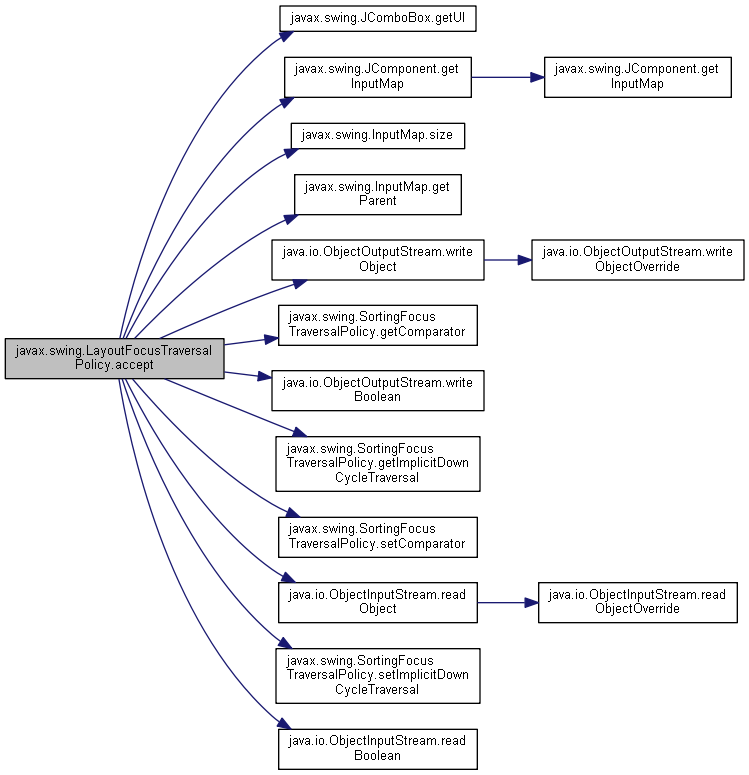 javax.swing.JComboBox.getUI
javax.swing.JComponent.get
InputMap
javax.swing.JComponent.get
InputMap
javax.swing.InputMap.size
javax.swing.InputMap.get
Parent
java.io.ObjectOutputStream.write
Object
java.io.ObjectOutputStream.write
ObjectOverride
javax.swing.SortingFocus
TraversalPolicy.getComparator
javax.swing.LayoutFocusTraversal
Policy.accept
java.io.ObjectOutputStream.write
Boolean
javax.swing.SortingFocus
TraversalPolicy.getImplicitDown
CycleTraversal
javax.swing.SortingFocus
TraversalPolicy.setComparator
java.io.ObjectInputStream.read
Object
java.io.ObjectInputStream.read
ObjectOverride
javax.swing.SortingFocus
TraversalPolicy.setImplicitDown
CycleTraversal
java.io.ObjectInputStream.read
Boolean